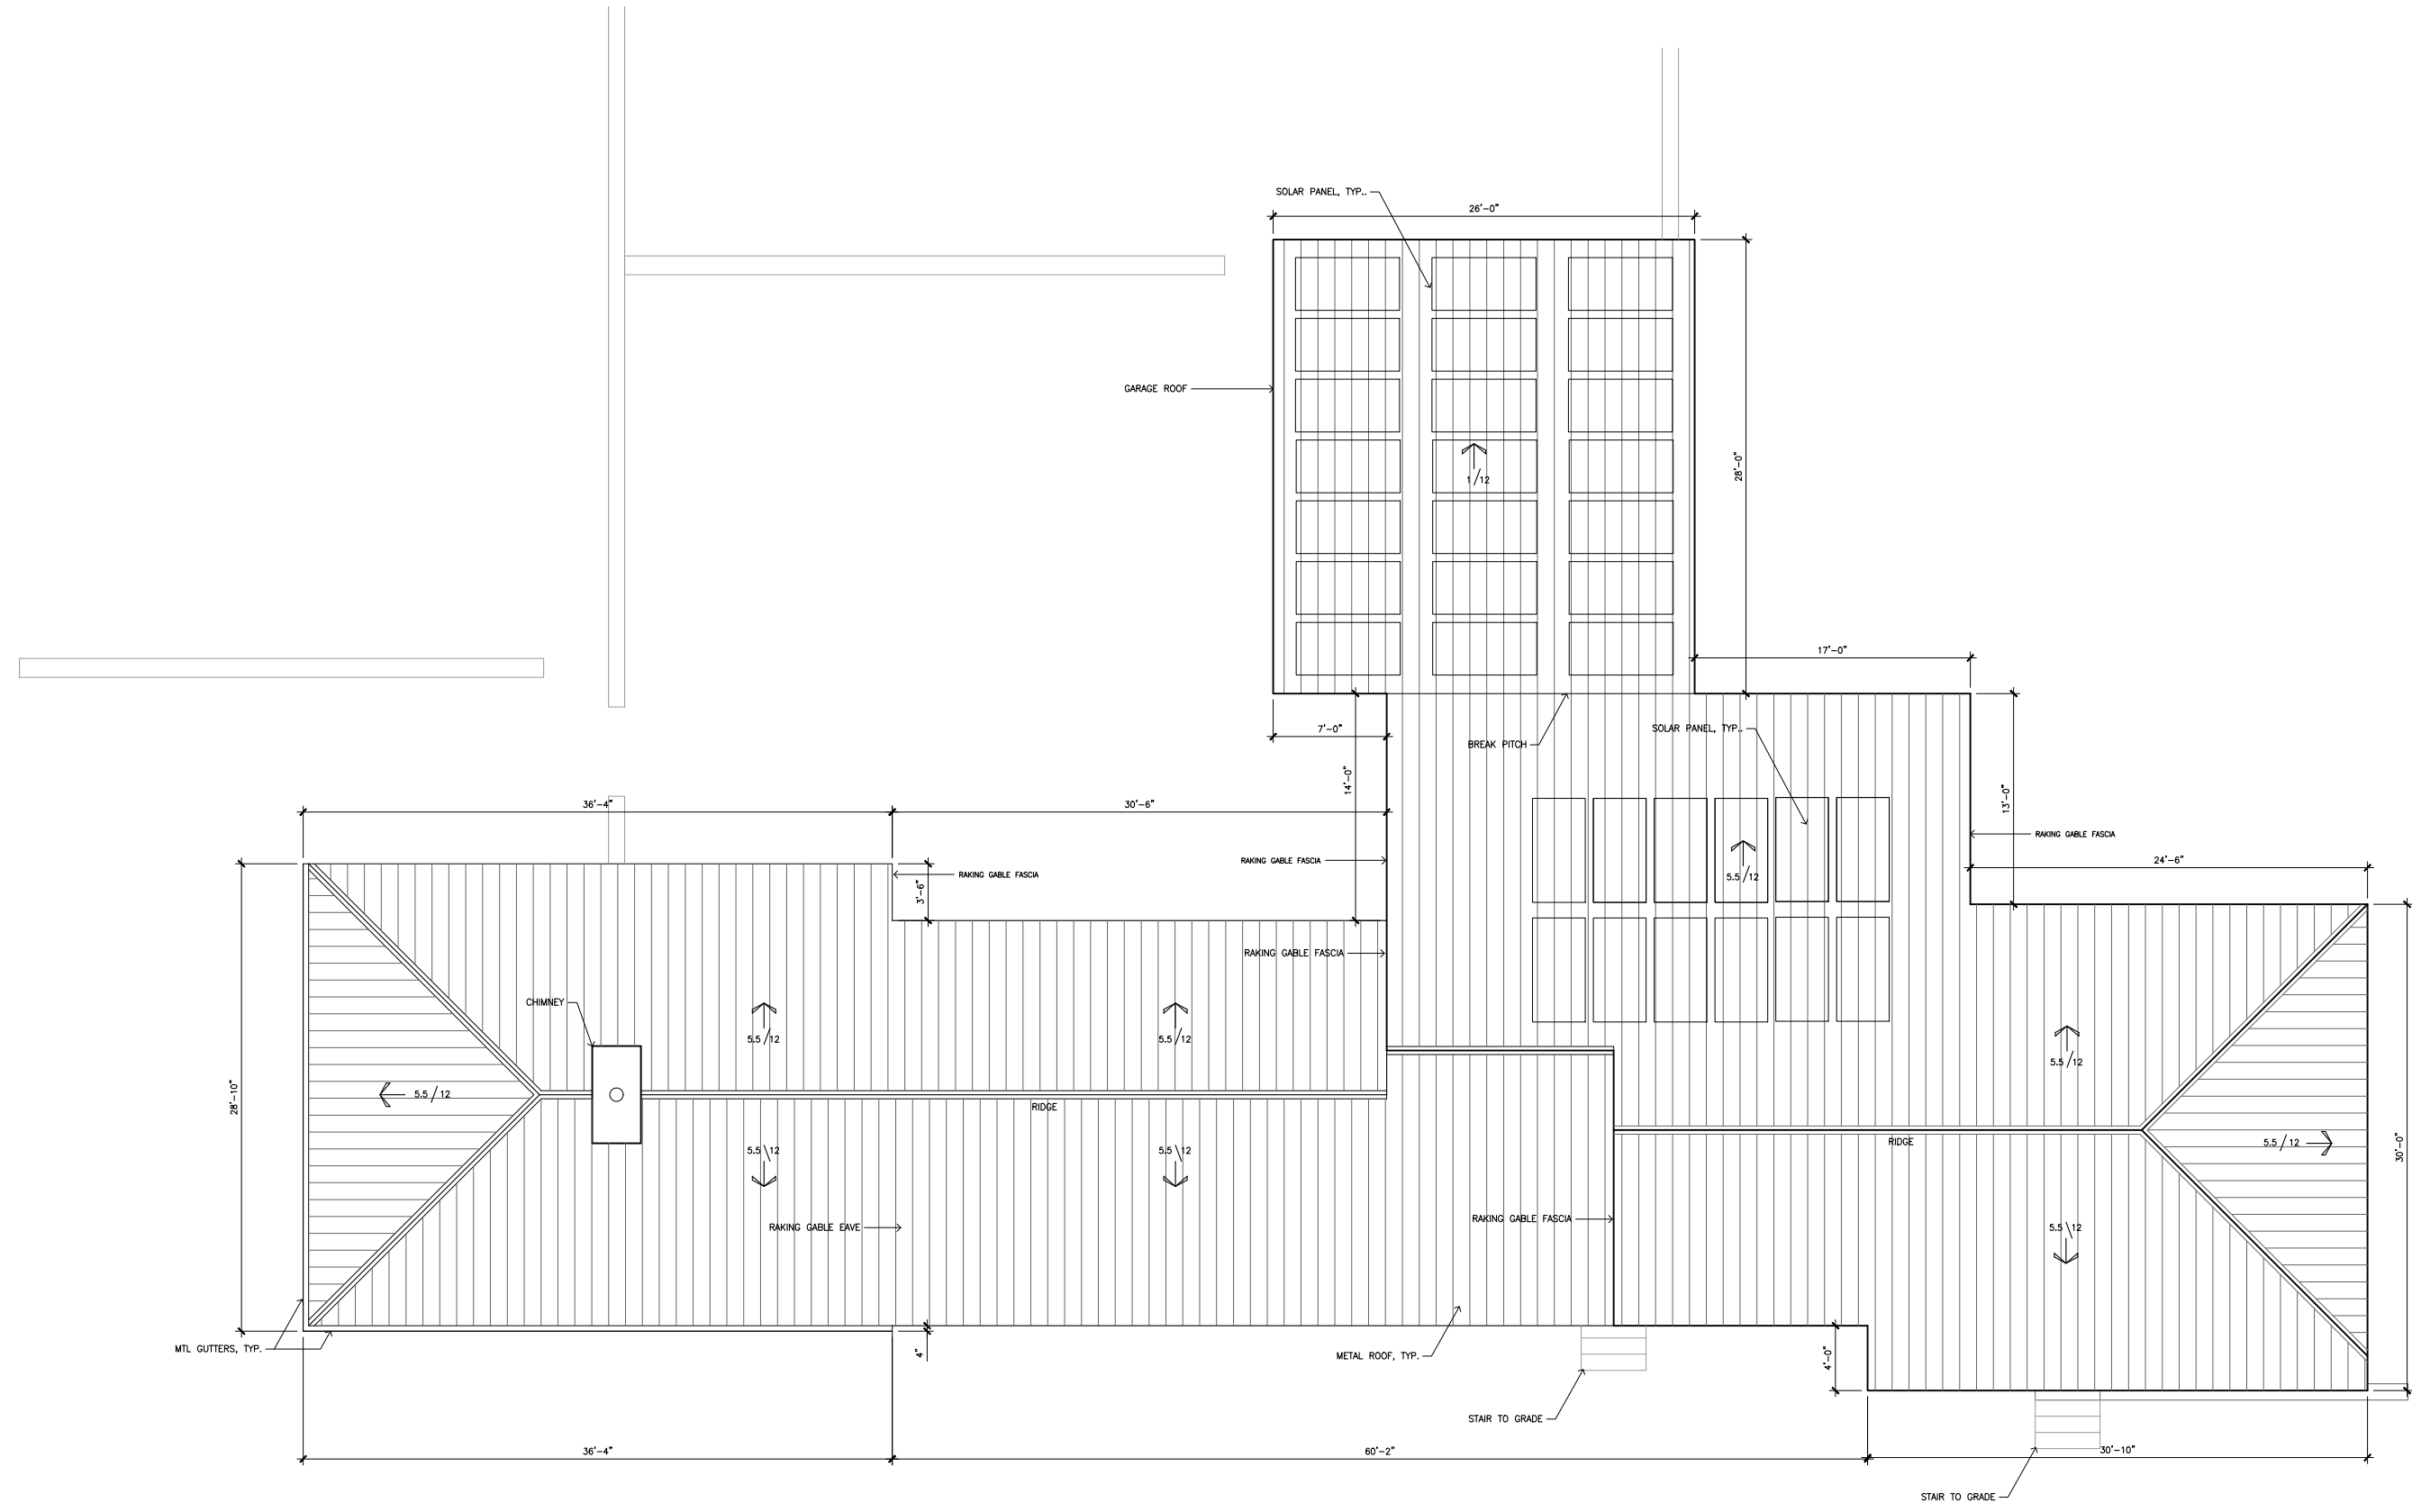 SOLAR PANEL, TYP..
26'-0"
GARAGE ROOF
28'-0"
1/12
17'-0"
7'-0"
SOLAR PANEL, TYP..
BREAK PITCH
14'-0"
13'-0"
36'-4"
30'-6"
RAKING GABLE FASCIA
RAKING GABLE FASCIA
24'-6"
RAKING GABLE FASCIA
5.5/12
3'-6"
RAKING GABLE FASCIA
CHIMNEY
5.5/12
5.5/12
5.5/12
28'-10"
5.5/12
RIDGE
RIDGE
5.5/12
30'-0"
5.5\12
5.5\12
RAKING GABLE EAVE
RAKING GABLE FASCIA
5.5\12
MTL GUTTERS, TYP.
4"
METAL ROOF, TYP.
4'-0"
STAIR TO GRADE
36'-4"
60'-2"
30'-10"
STAIR TO GRADE